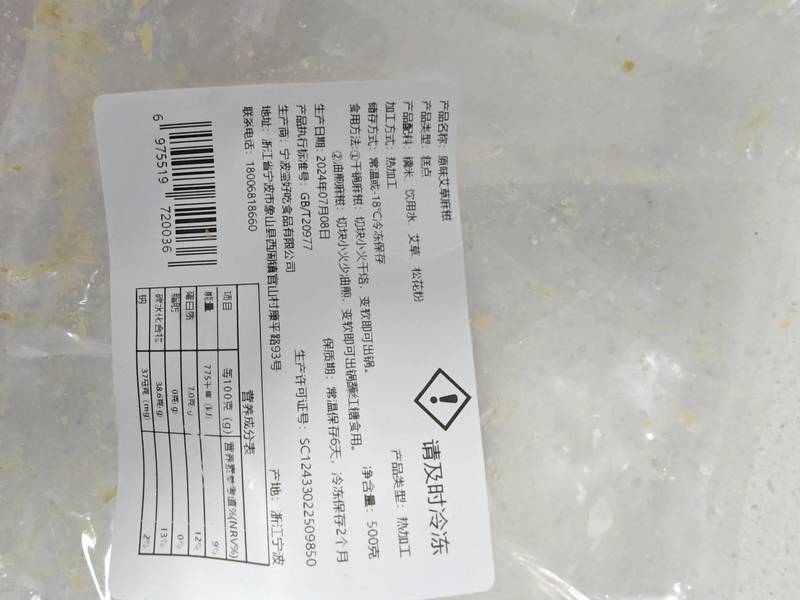 产品名称：原味艾草麻糍
产品类型：糕点
产品配料：糯米、饮用水、艾草、松花粉
加工方式：热加工
储存方式：常温或-18℃冷冻保存
食用方法：①干锅麻糍：切块小火干烙，变软即可出锅。
②油煎麻糍：切块小火少油煎，变软即可出锅蘸红糖食用。
生产日期：2024年07月08日
保质期：常温保存6天，冷冻保存2个月
产品执行标准号：GB/T20977
生产许可证号：SC12433022509850
生产商：宁波蛮好吃食品有限公司
产地：浙江宁波
地址：浙江省宁波市象山县西周镇官山村康平路93号
联系电话：18006818660
请及时冷冻
产品类型：热加工
净含量：500克
营养成分表
项目 每100克（g） 营养素参考值%(NRV%)
能量 775千焦（kJ） 9%
蛋白质 7.0克 12%
脂肪 0克（g） 0%
碳水化合物 38.6克（g） 13%
钠 37毫克（mg） 2%
6 975519 720036